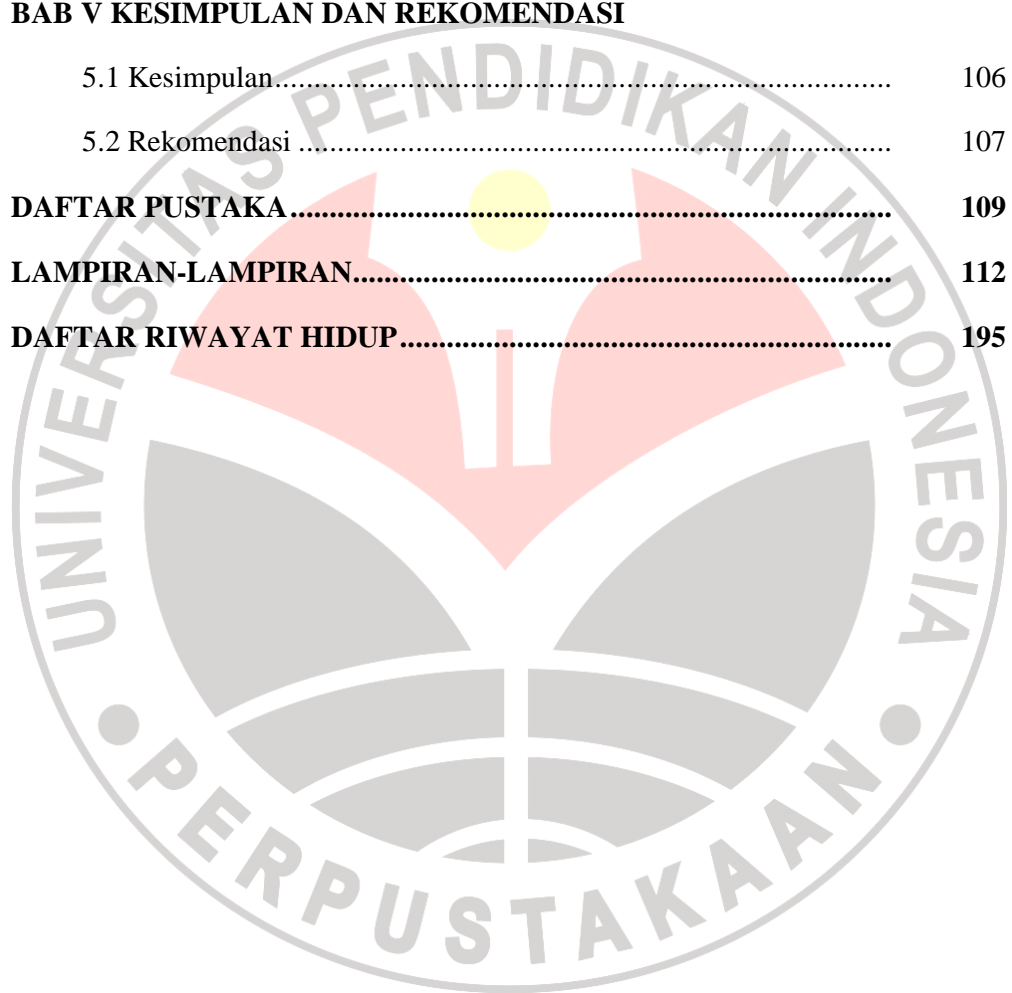 BAB V KESIMPULAN DAN REKOMENDASI
5.1 Kesimpulan................................................................................ 106
5.2 Rekomendasi ............................................................................. 107
DAFTAR PUSTAKA............................................................................. 109
LAMPIRAN-LAMPIRAN..................................................................... 112
DAFTAR RIWAYAT HIDUP............................................................... 195
UNIVERSITAS PENDIDIKAN INDONESIA
PERPUSTAKAAN